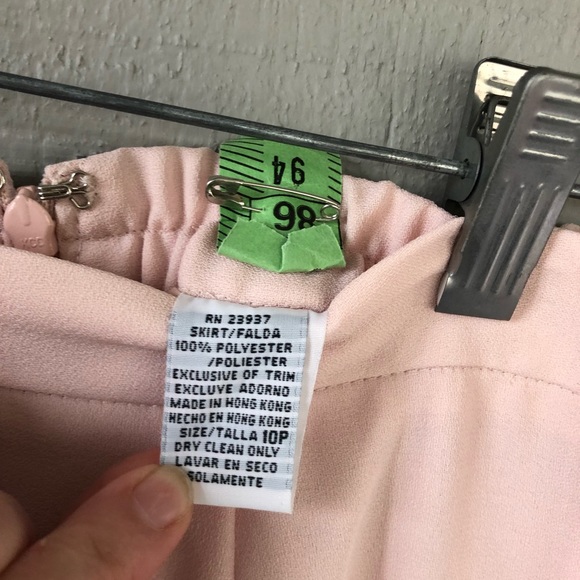 94
98
RN 23937
SKIRT/FALDA
100% POLYESTER
/POLIESTER
EXCLUSIVE OF TRIM
EXCLUYE ADORNO
MADE IN HONG KONG
HECHO EN HONG KONG
SIZE/TALLA 10P
DRY CLEAN ONLY
LAVAR EN SECO
SOLAMENTE